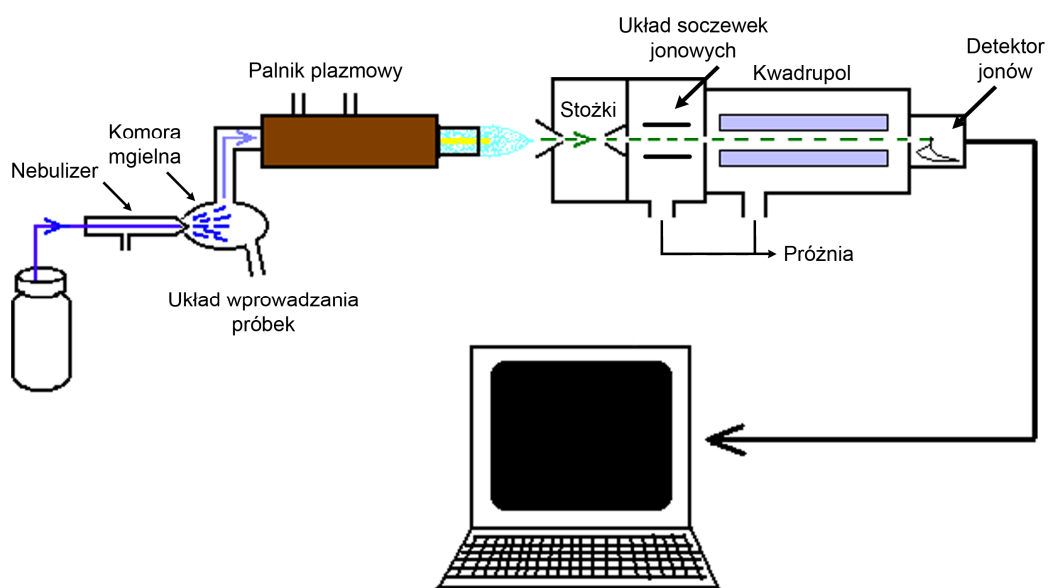 Układ soczewek
jonowych
Detektor
jonów
Palnik plazmowy
Kwadrupol
Stożki
Komora
mgielna
Nebulizer
Próżnia
Układ wprowadzania
próbek